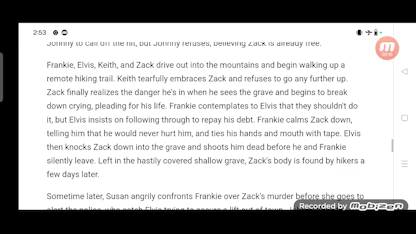 2:53
Johnny to call off the hit, but Johnny refuses, believing Zack is already free.
Frankie, Elvis, Keith, and Zack drive out into the mountains and begin walking up a
remote hiking trail. Keith tearfully embraces Zack and refuses to go any further up.
Zack finally realizes the danger he's in when he sees the grave and begins to break
down crying, pleading for his life. Frankie contemplates to Elvis that they shouldn't do
it, but Elvis insists on following through to repay his debt. Frankie calms Zack down,
telling him that he would never hurt him, and ties his hands and mouth with tape. Elvis
then knocks Zack down into the grave and shoots him dead before he and Frankie
silently leave. Left in the hastily covered shallow grave, Zack's body is found by hikers a
few days later.
Sometime later, Susan angrily confronts Frankie over Zack's murder before she goes to
Recorded by
Mobizen